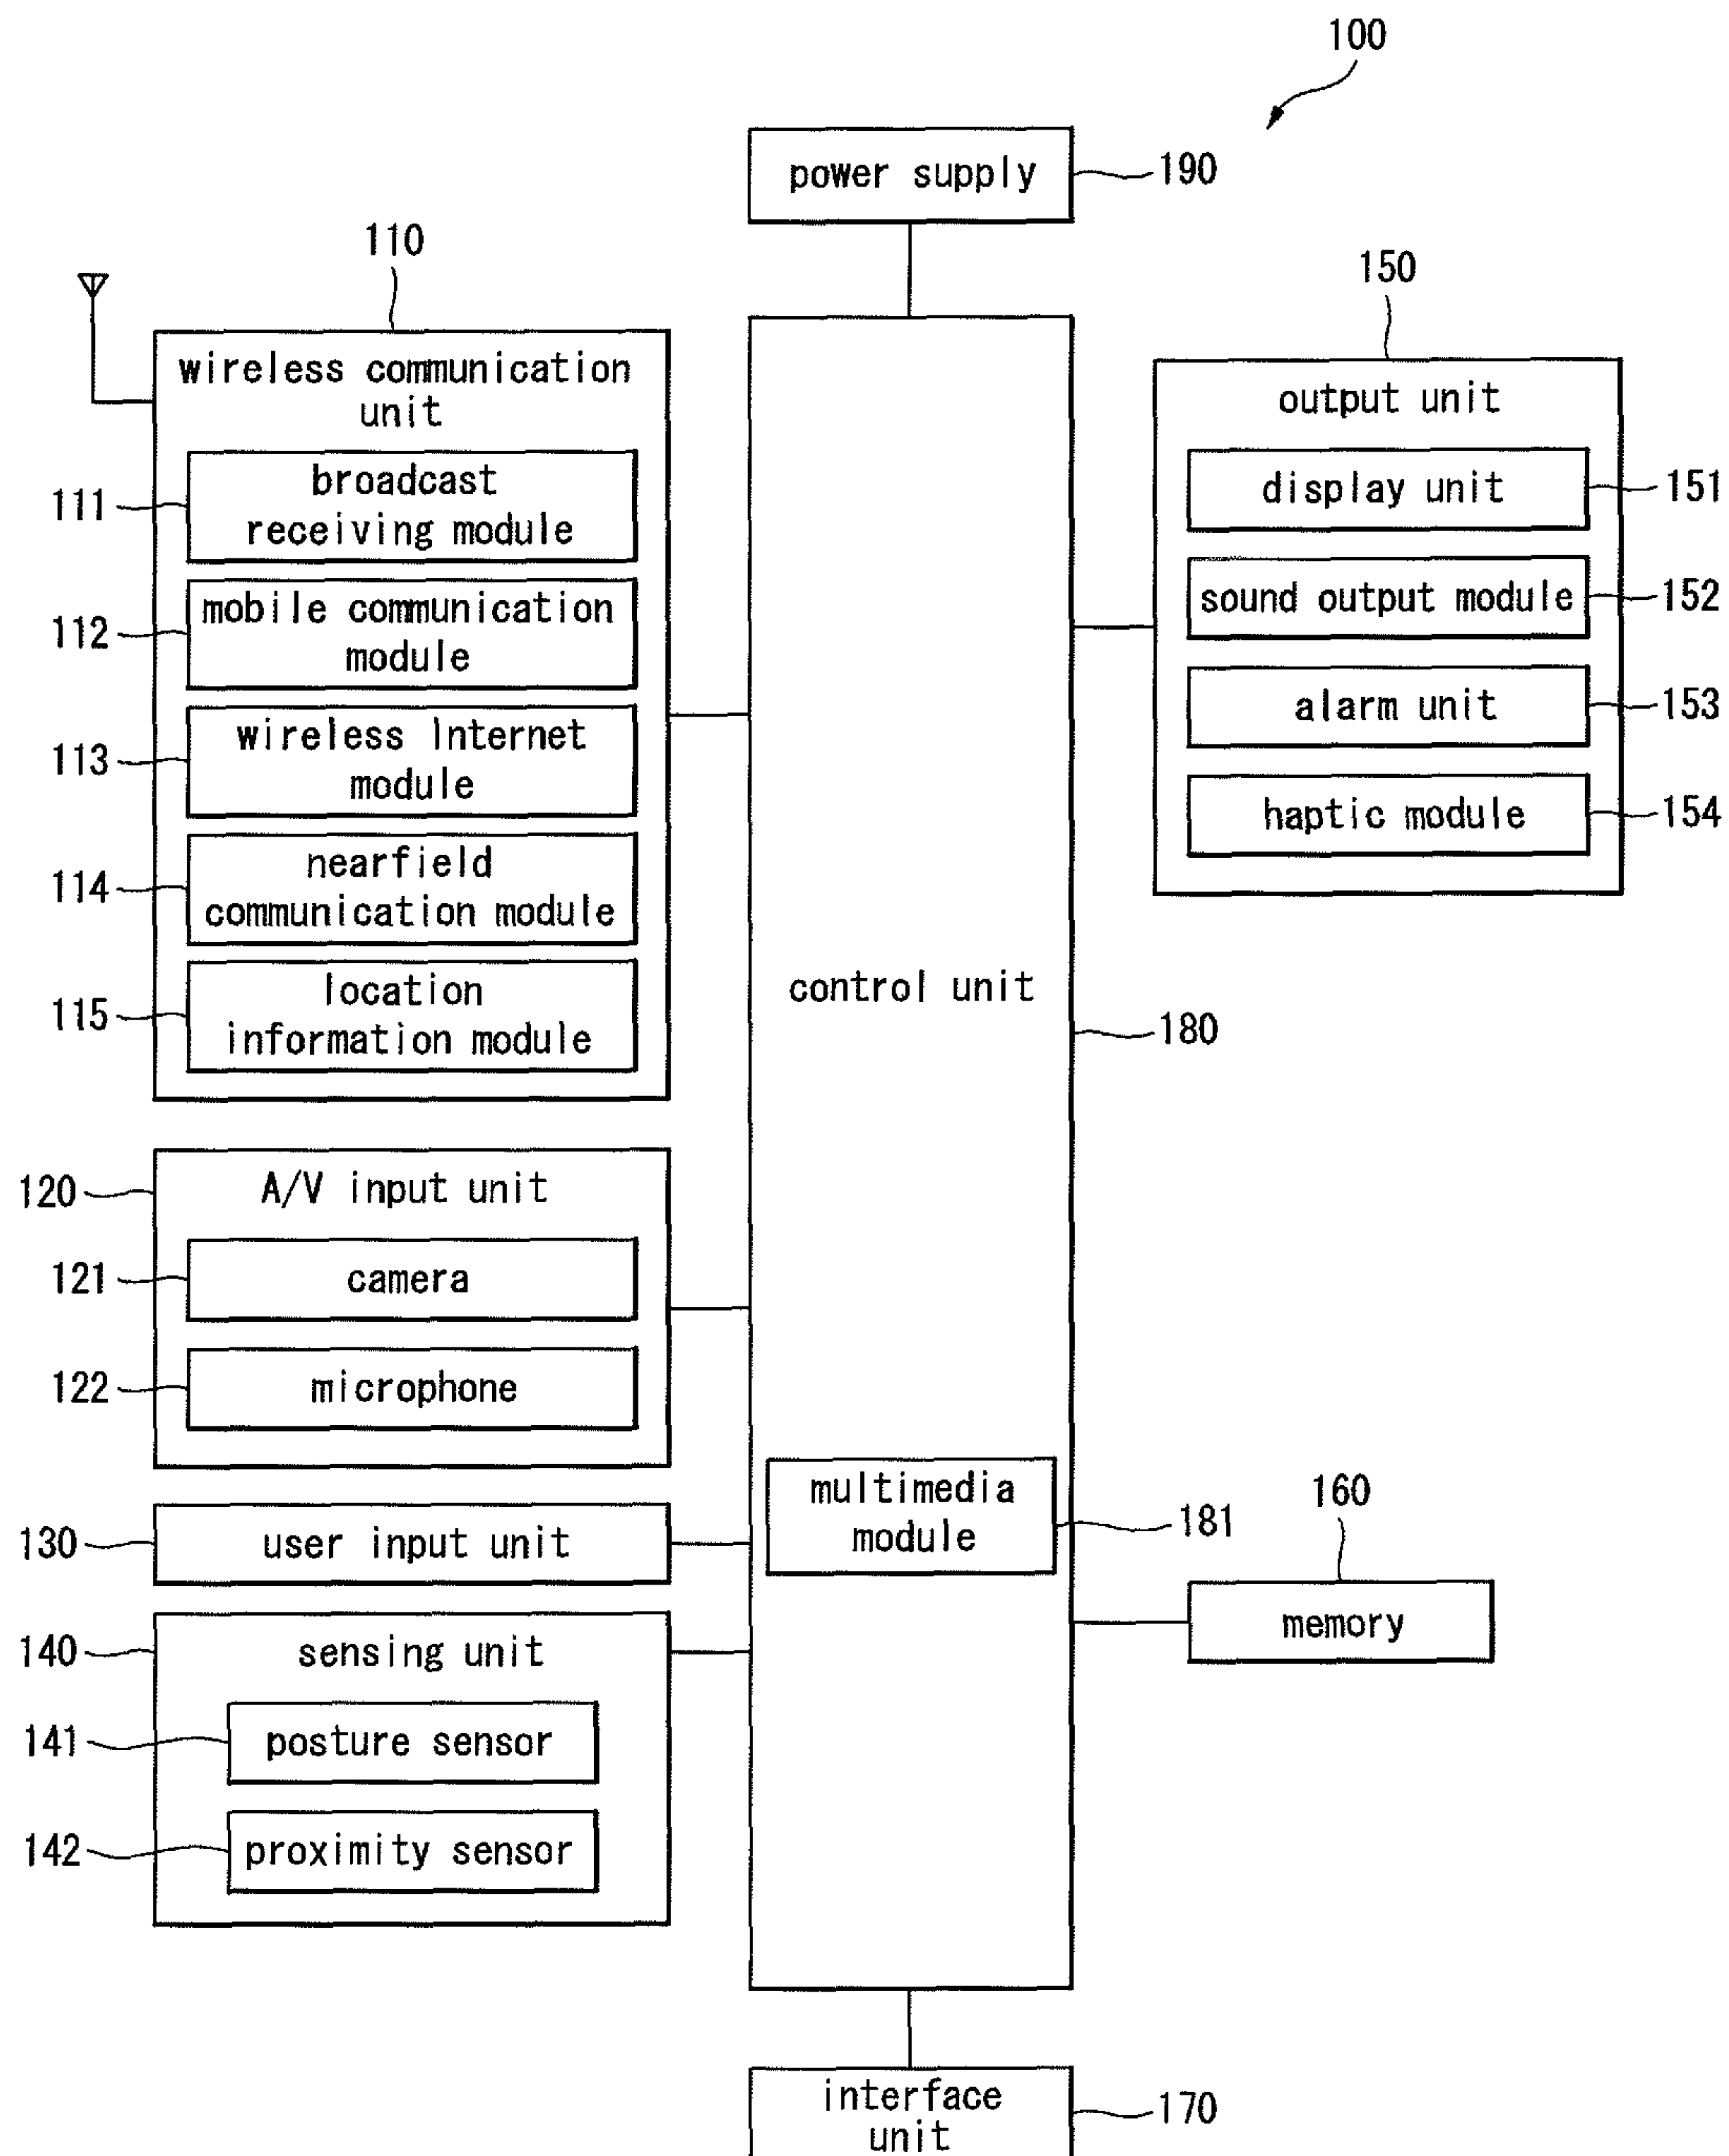 100
power supply
190
110
wireless communication
unit
broadcast
receiving module
111
mobile communication
module
112
wireless Internet
module
113
nearfield
communication module
114
location
information module
115
150
output unit
display unit
151
sound output module
152
alarm unit
153
haptic module
154
control unit
180
120
A/V input unit
121
camera
122
microphone
130
user input unit
multimedia
module
181
160
memory
140
sensing unit
141
posture sensor
142
proximity sensor
interface
unit
170